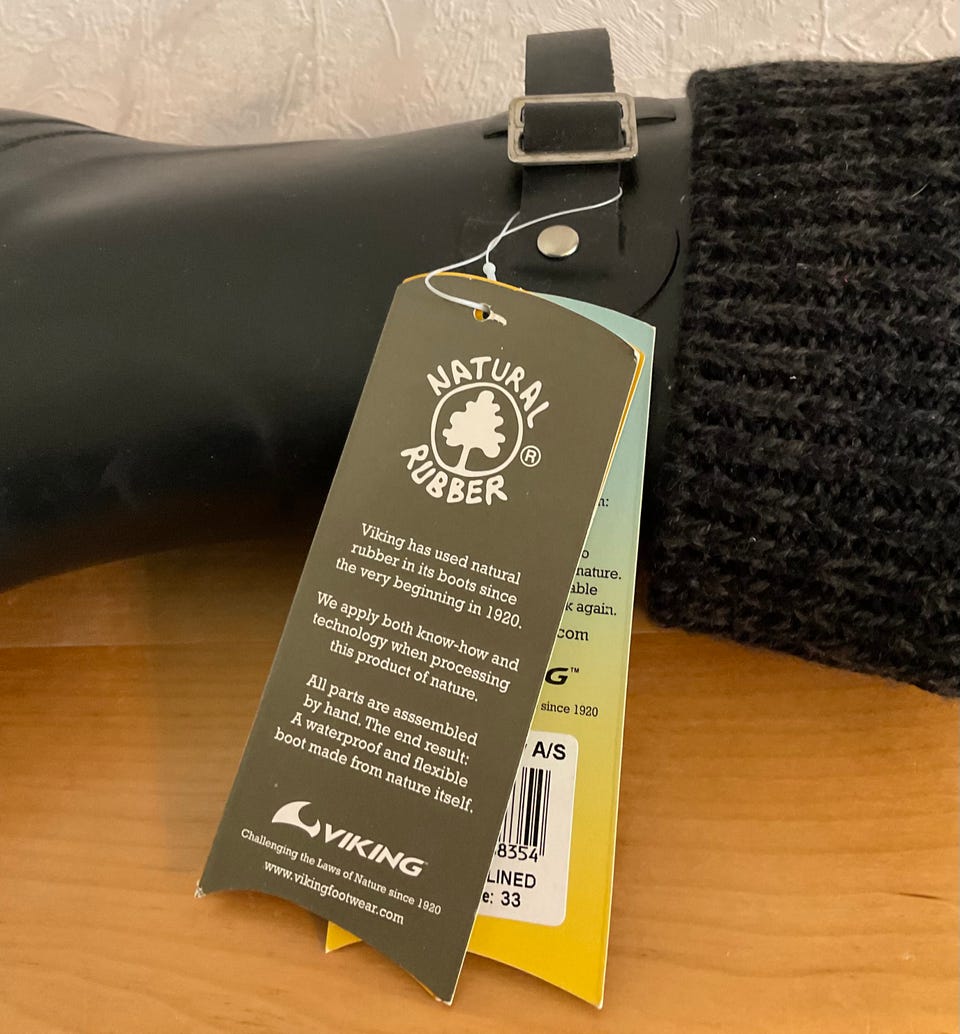 NATURAL
RUBBER
®
Viking has used natural
rubber in its boots since
the very beginning in 1920.
We apply both know-how and
technology when processing
this product of nature.
All parts are asssembled
by hand. The end result:
A waterproof and flexible
boot made from nature itself.
VIKING
Challenging the Laws of Nature since 1920
www.vikingfootwear.com
nature.
again.
com
G™
since 1920
A/S
8354
LINED
: 33